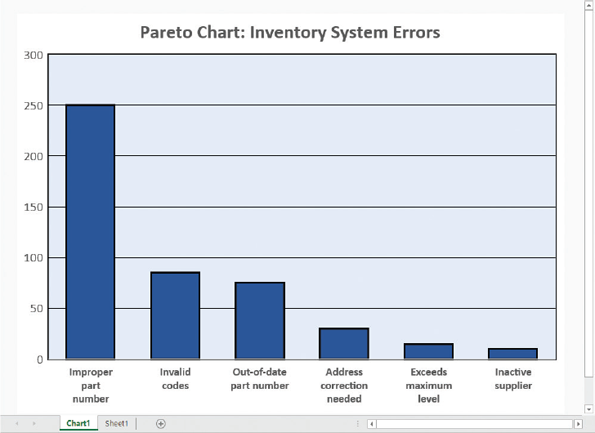 Pareto Chart: Inventory System Errors
300
250
200
150
100
50
0
Improper part number
Invalid codes
Out-of-date part number
Address correction needed
Exceeds maximum level
Inactive supplier
Chart1 Sheet1